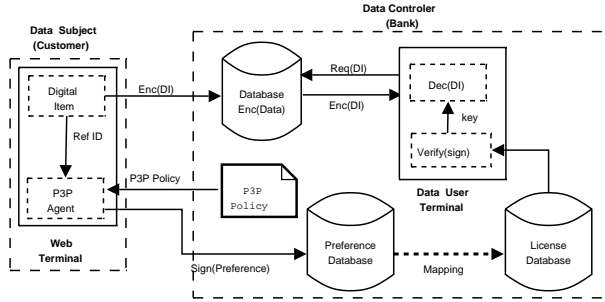 Data Controler
(Bank)
Data Subject
(Customer)
Digital
Item
Ref ID
P3P
Agent
Web
Terminal
Enc(DI)
P3P Policy
Sign(Preference)
Database
Enc(Data)
Req(DI)
Enc(DI)
Dec(DI)
key
Verify(sign)
Data User
Terminal
P3P
Policy
Preference
Database
Mapping
License
Database